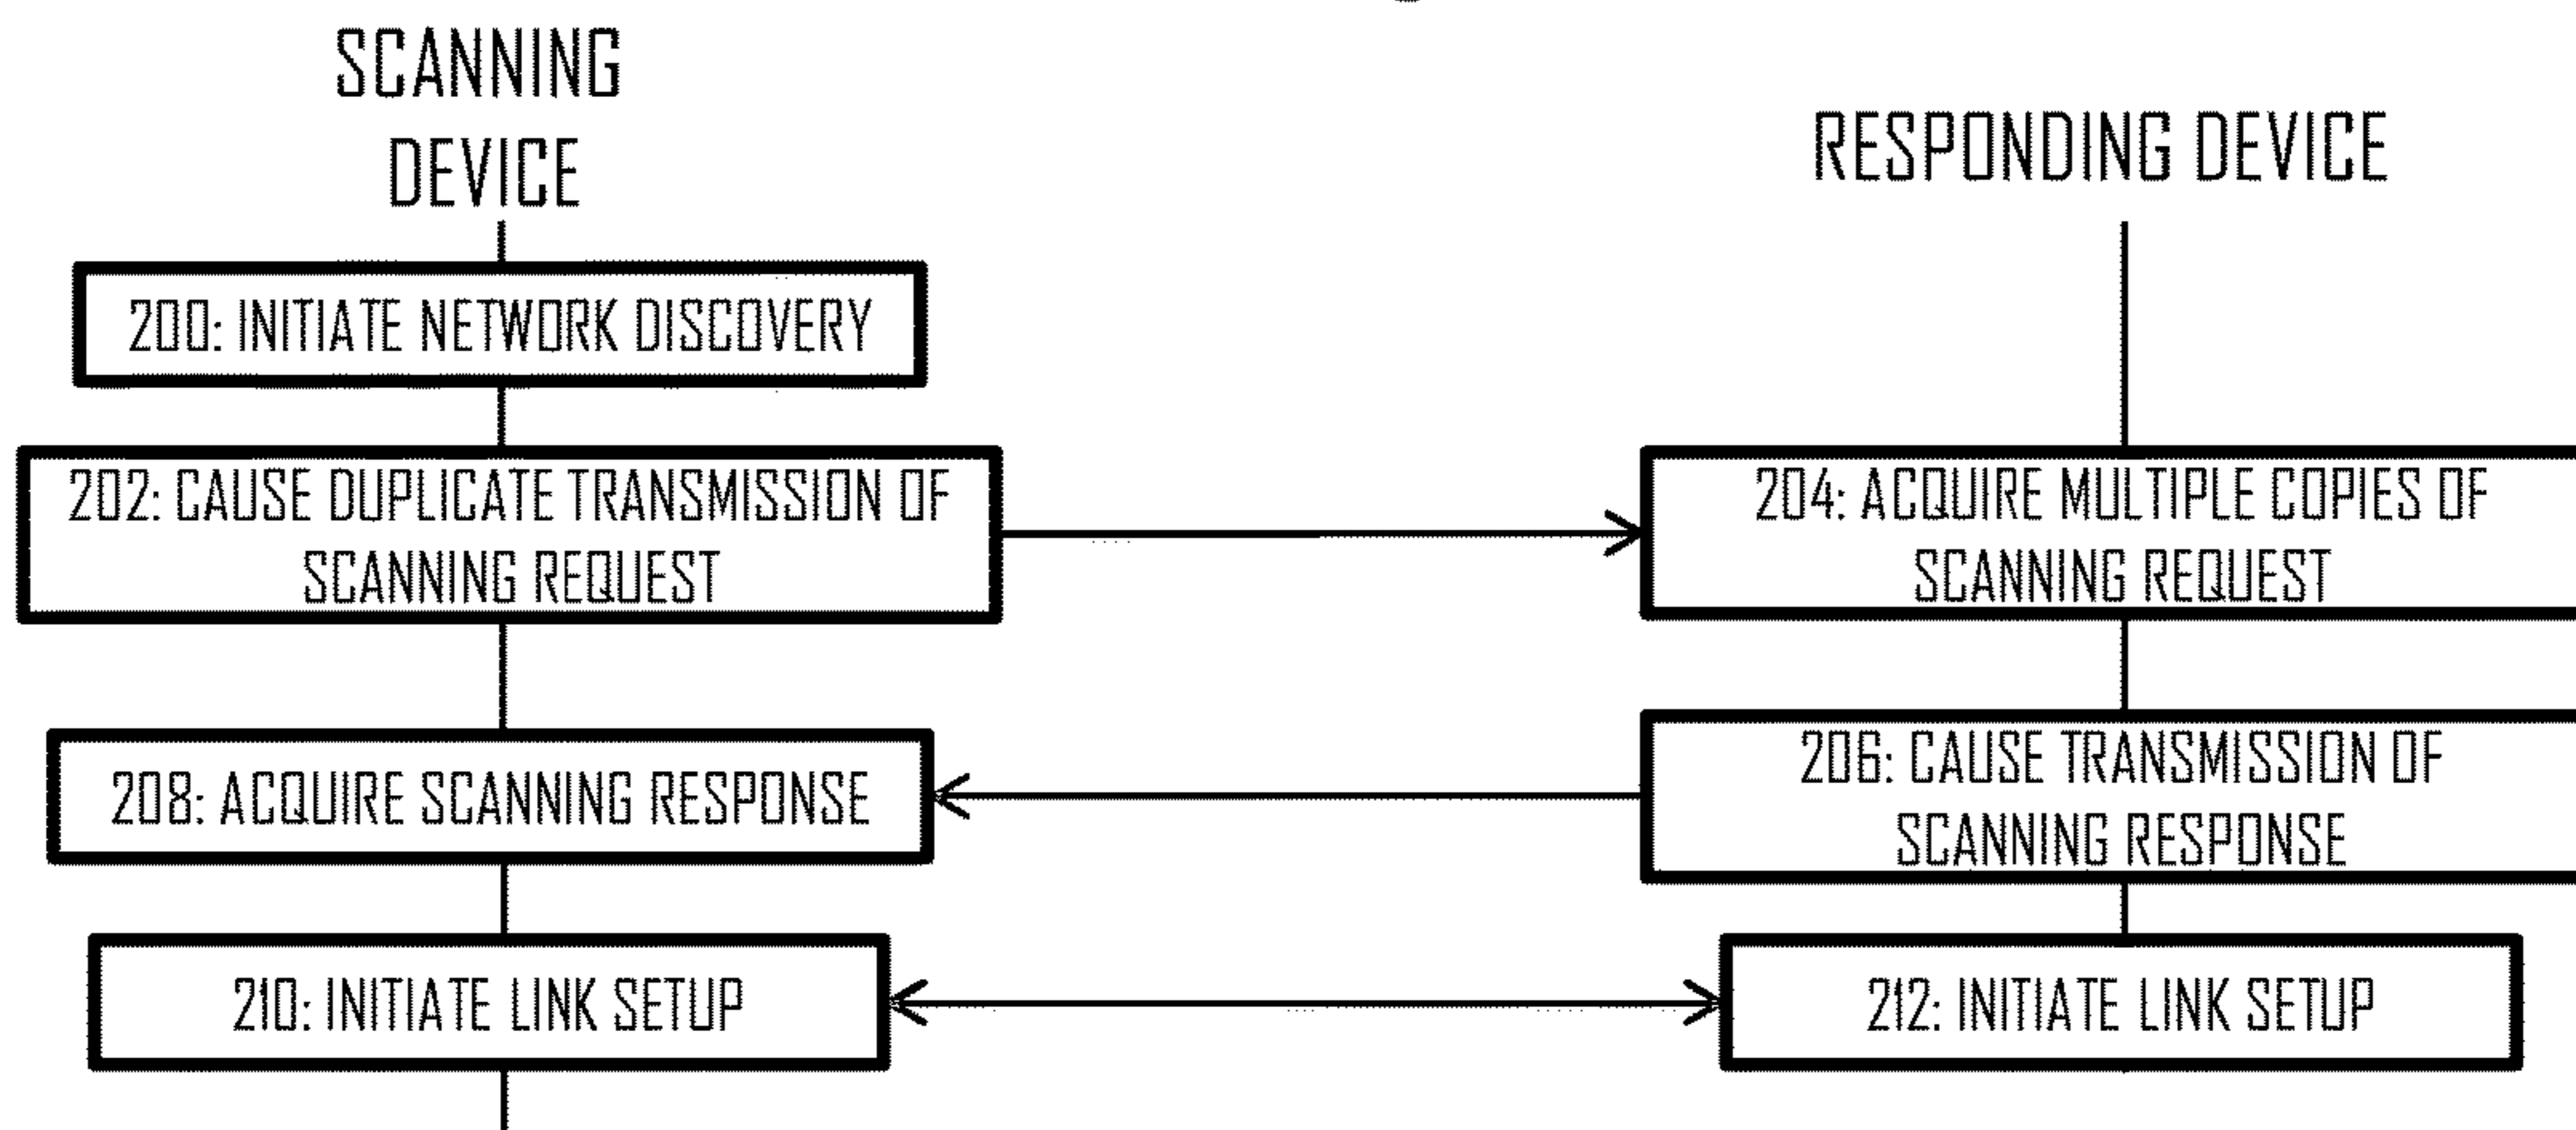 SCANNING
DEVICE
RESPONDING DEVICE
200: INITIATE NETWORK DISCOVERY
202: CAUSE DUPLICATE TRANSMISSION OF
SCANNING REQUEST
204: ACQUIRE MULTIPLE COPIES OF
SCANNING REQUEST
208: ACQUIRE SCANNING RESPONSE
206: CAUSE TRANSMISSION OF
SCANNING RESPONSE
210: INITIATE LINK SETUP
212: INITIATE LINK SETUP